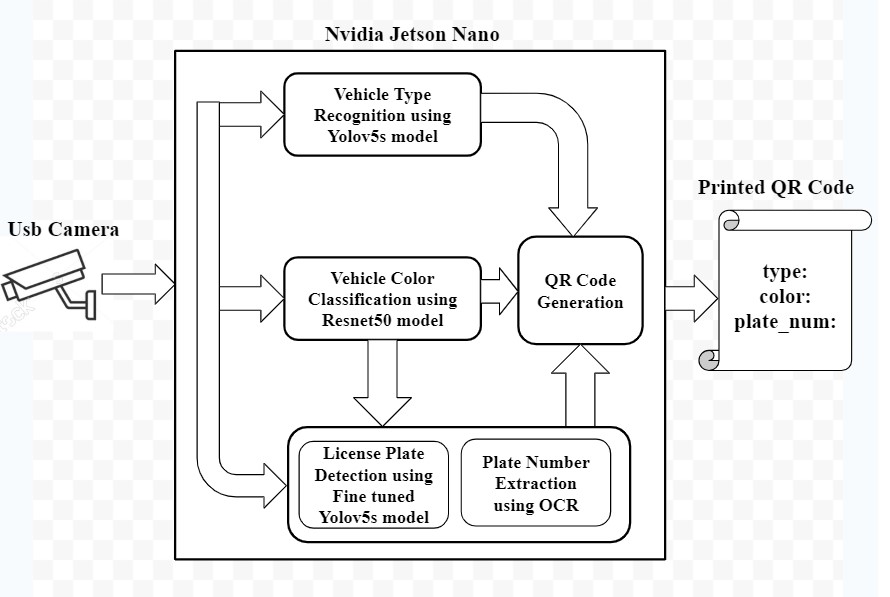 Nvidia Jetson Nano
Vehicle Type
Recognition using
Yolov5s model
Printed QR Code
Usb Camera
Vehicle Color
Classification using
Resnet50 model
QR Code
Generation
type:
color:
plate_num:
License Plate
Detection using
Fine tuned
Yolov5s model
Plate Number
Extraction
using OCR